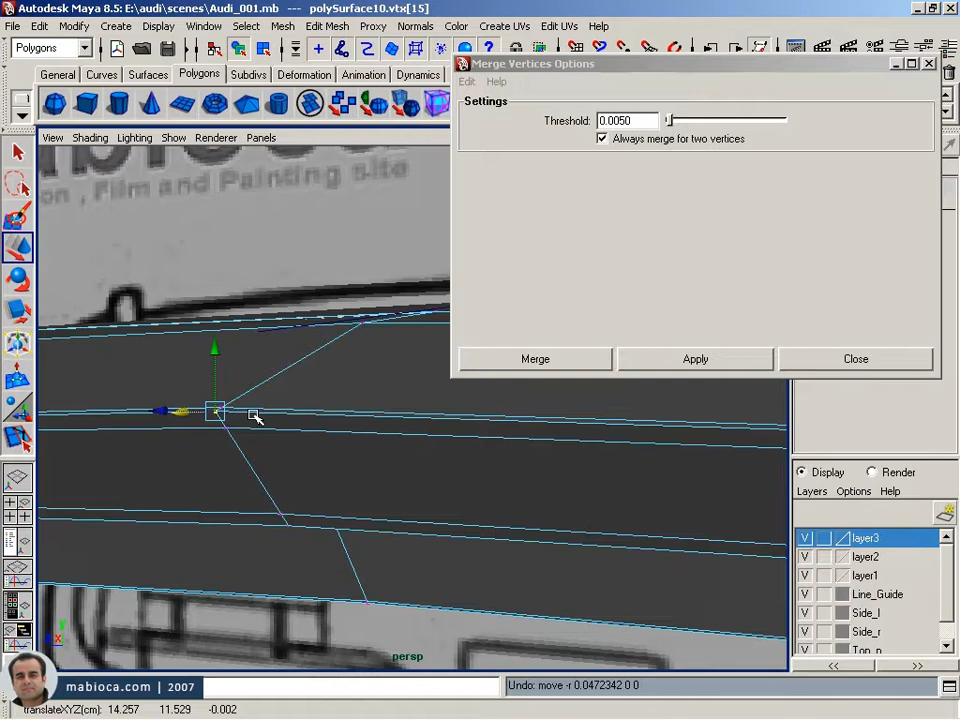 Autodesk Maya 8.5: E:\audi\scenes\Audi_001.mb --- polySurface10.vtx[15]
File Edit Modify Create Display Window Select Edit Mesh Proxy Normals Color Create UVs Edit UVs Help
Polygons
General Curves Surfaces Polygons Subdivs Deformation Animation Dynamics
Merge Vertices Options
Edit Help
Settings
Threshold: 0.0050
Always merge for two vertices
Merge Apply Close
View Shading Lighting Show Renderer Panels
on , Film and Painting site
persp
Display Render
Layers Options Help
V layer3
V layer2
V layer1
V Line_Guide
V Side_l
V Side_r
V Top_p
<< >>
mabioca.com | 2007
Undo: move -r 0.0472342 0 0
translateXYZ(cm): 14.257 11.529 -0.002